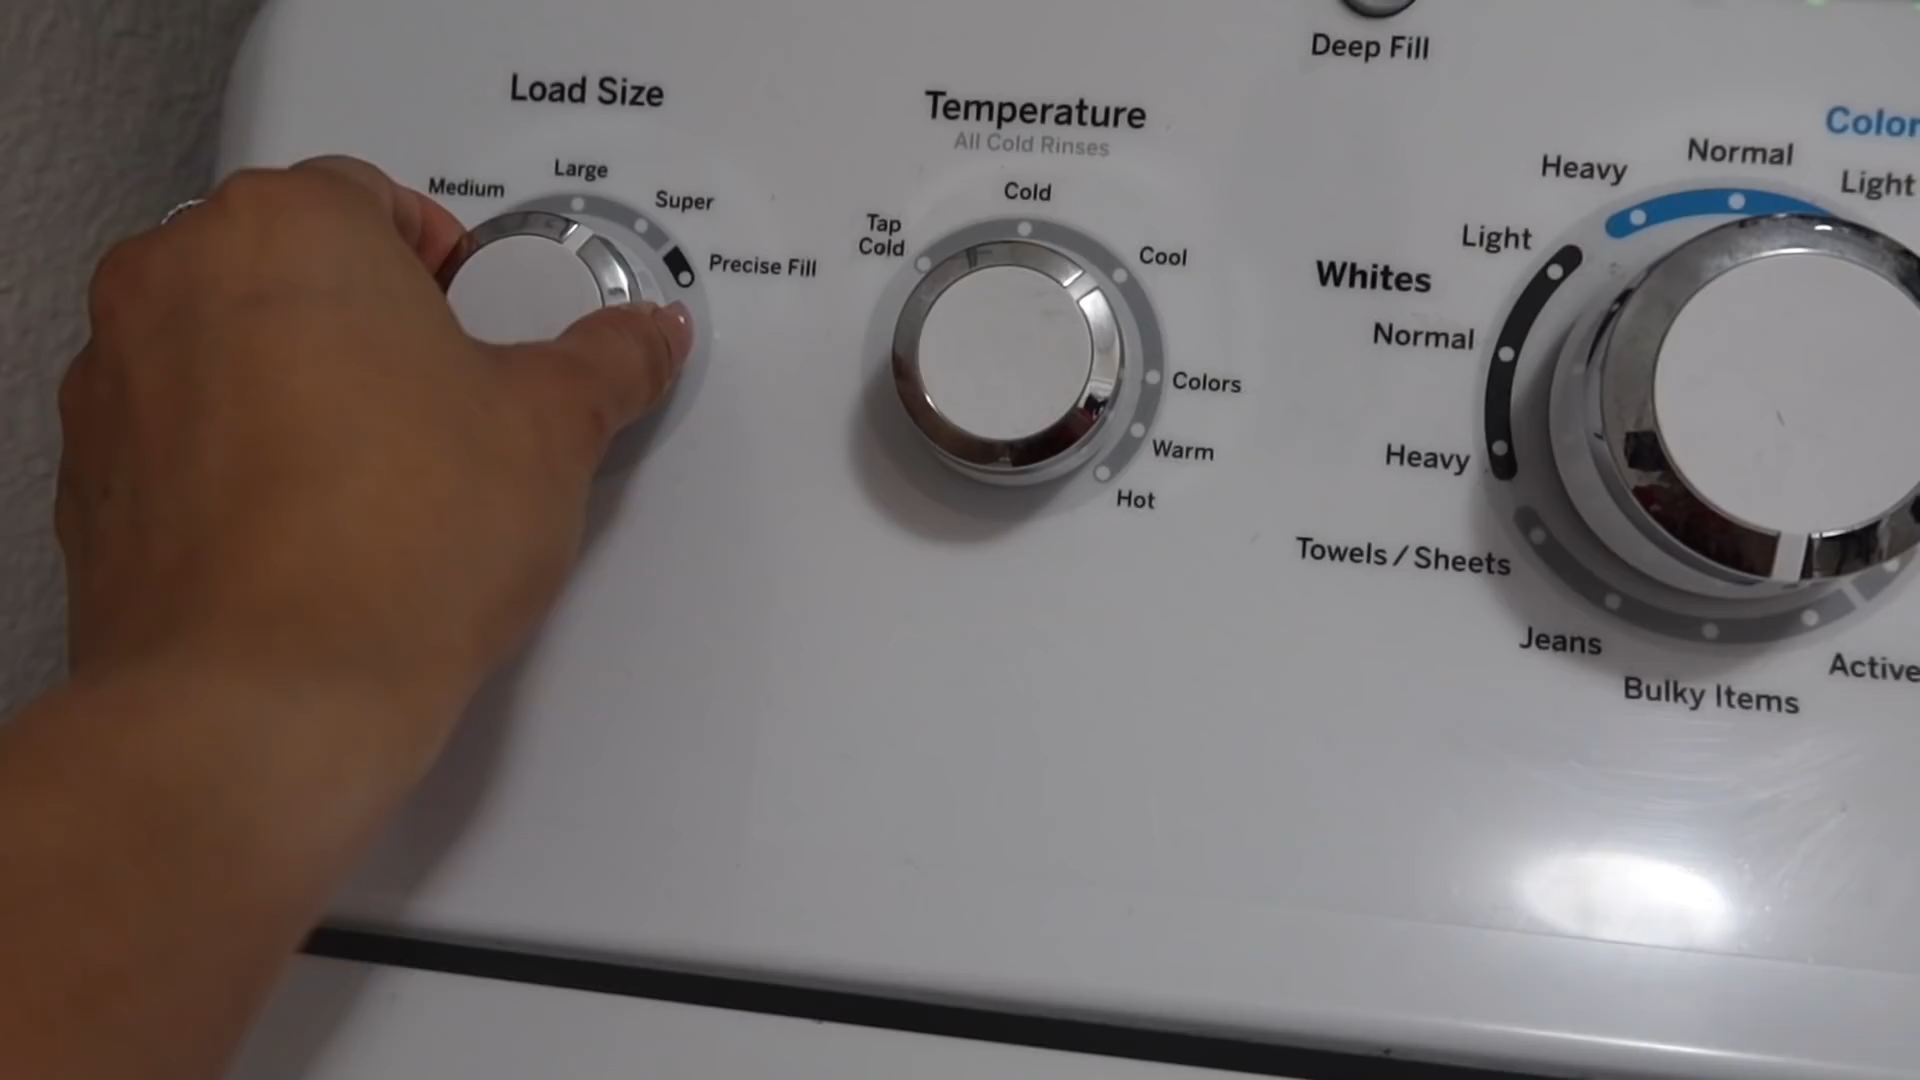 Deep Fill
Load Size
Temperature
All Cold Rinses
Color
Medium
Large
Super
Precise Fill
Tap
Cold
Cold
Cool
Colors
Warm
Hot
Whites
Light
Normal
Heavy
Heavy
Normal
Light
Towels / Sheets
Jeans
Bulky Items
Active